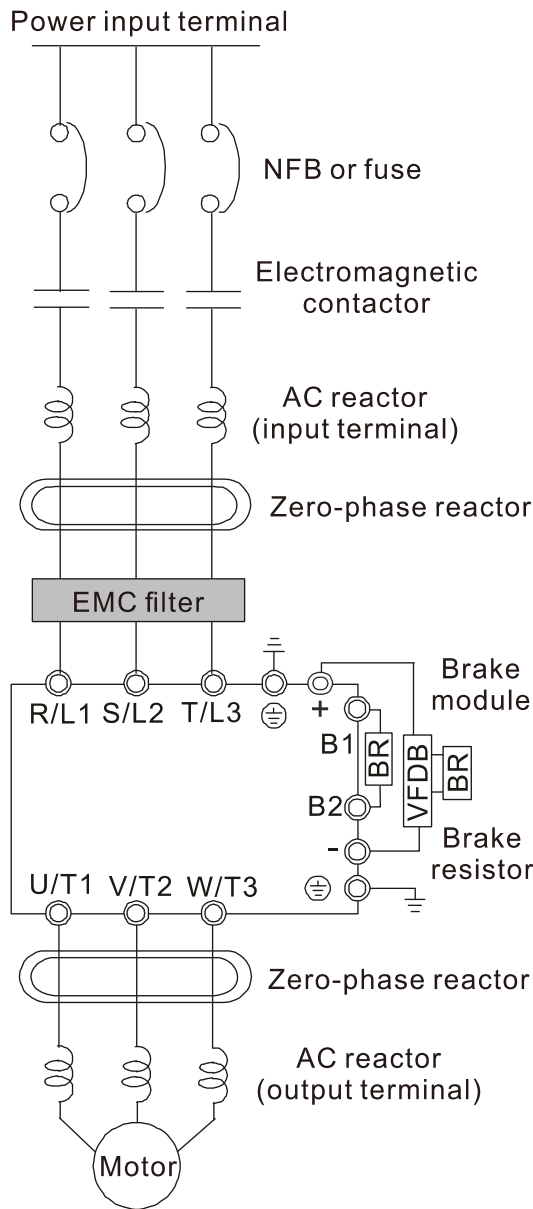 Power input terminal
NFB or fuse
Electromagnetic
contactor
AC reactor
(input terminal)
Zero-phase reactor
EMC filter
R/L1 S/L2 T/L3
+
Brake
module
B1
BR
VFDB
BR
B2
-
Brake
resistor
U/T1 V/T2 W/T3
Zero-phase reactor
AC reactor
(output terminal)
Motor